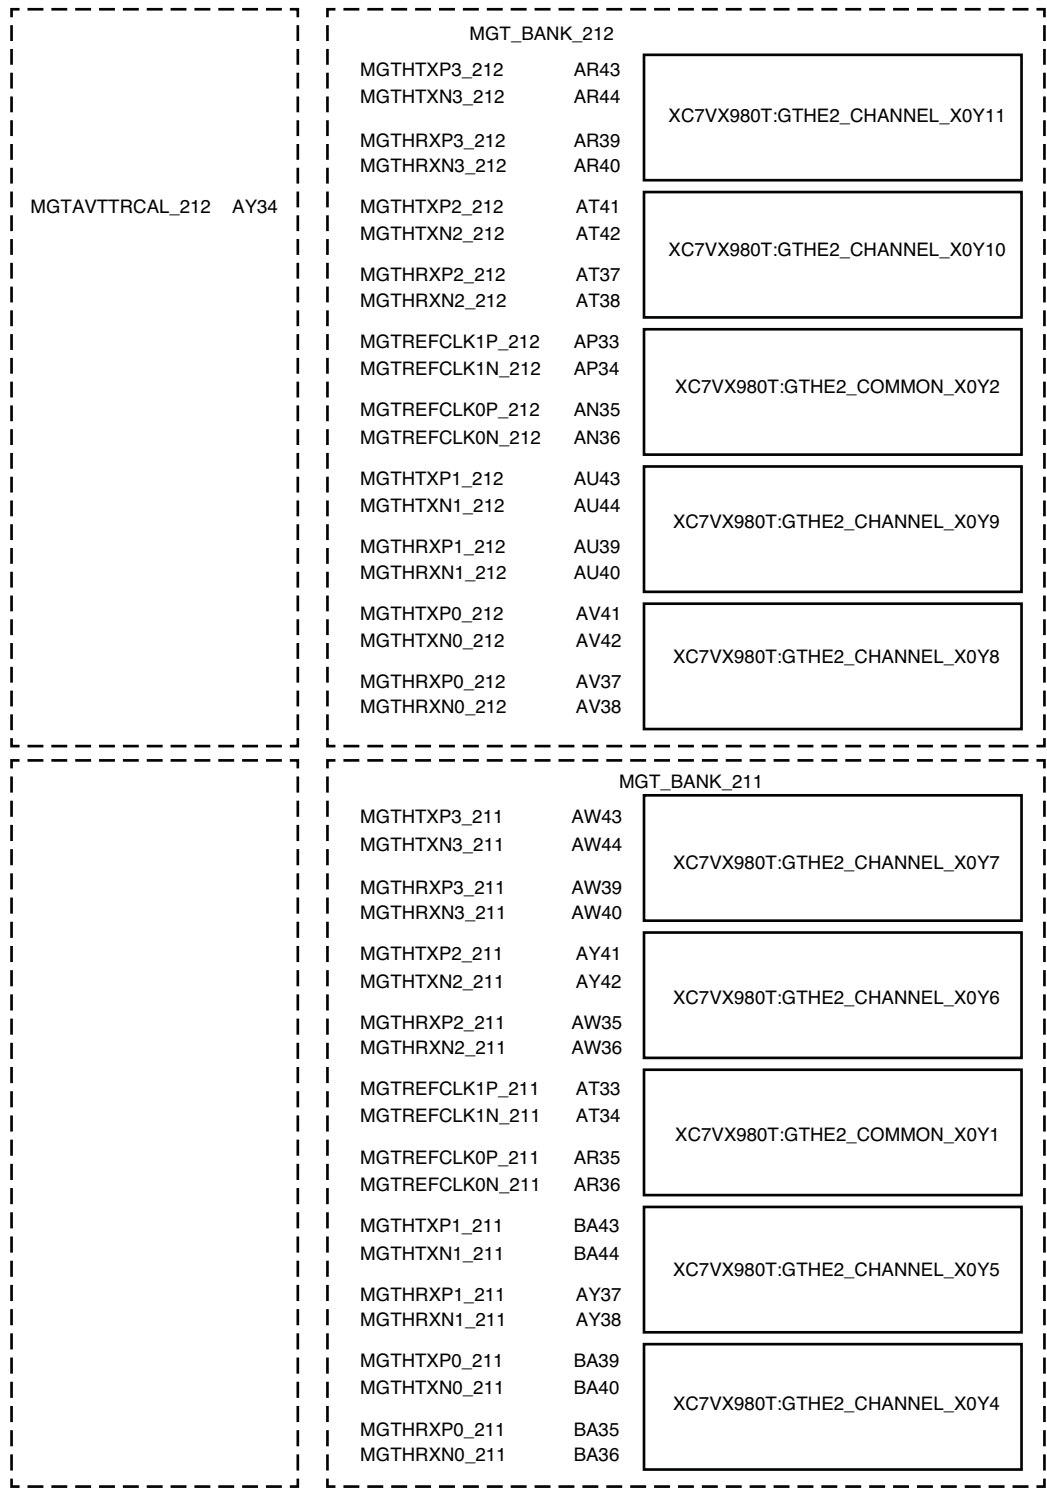 MGT_BANK_212
MGTHTXP3_212 AR43
MGTHTXN3_212 AR44
XC7VX980T:GTHE2_CHANNEL_X0Y11
MGTHRXP3_212 AR39
MGTHRXN3_212 AR40
MGTAVTTRCAL_212 AY34
MGTHTXP2_212 AT41
MGTHTXN2_212 AT42
XC7VX980T:GTHE2_CHANNEL_X0Y10
MGTHRXP2_212 AT37
MGTHRXN2_212 AT38
MGTREFCLK1P_212 AP33
MGTREFCLK1N_212 AP34
XC7VX980T:GTHE2_COMMON_X0Y2
MGTREFCLK0P_212 AN35
MGTREFCLK0N_212 AN36
MGTHTXP1_212 AU43
MGTHTXN1_212 AU44
XC7VX980T:GTHE2_CHANNEL_X0Y9
MGTHRXP1_212 AU39
MGTHRXN1_212 AU40
MGTHTXP0_212 AV41
MGTHTXN0_212 AV42
XC7VX980T:GTHE2_CHANNEL_X0Y8
MGTHRXP0_212 AV37
MGTHRXN0_212 AV38
MGT_BANK_211
MGTHTXP3_211 AW43
MGTHTXN3_211 AW44
XC7VX980T:GTHE2_CHANNEL_X0Y7
MGTHRXP3_211 AW39
MGTHRXN3_211 AW40
MGTHTXP2_211 AY41
MGTHTXN2_211 AY42
XC7VX980T:GTHE2_CHANNEL_X0Y6
MGTHRXP2_211 AW35
MGTHRXN2_211 AW36
MGTREFCLK1P_211 AT33
MGTREFCLK1N_211 AT34
XC7VX980T:GTHE2_COMMON_X0Y1
MGTREFCLK0P_211 AR35
MGTREFCLK0N_211 AR36
MGTHTXP1_211 BA43
MGTHTXN1_211 BA44
XC7VX980T:GTHE2_CHANNEL_X0Y5
MGTHRXP1_211 AY37
MGTHRXN1_211 AY38
MGTHTXP0_211 BA39
MGTHTXN0_211 BA40
XC7VX980T:GTHE2_CHANNEL_X0Y4
MGTHRXP0_211 BA35
MGTHRXN0_211 BA36